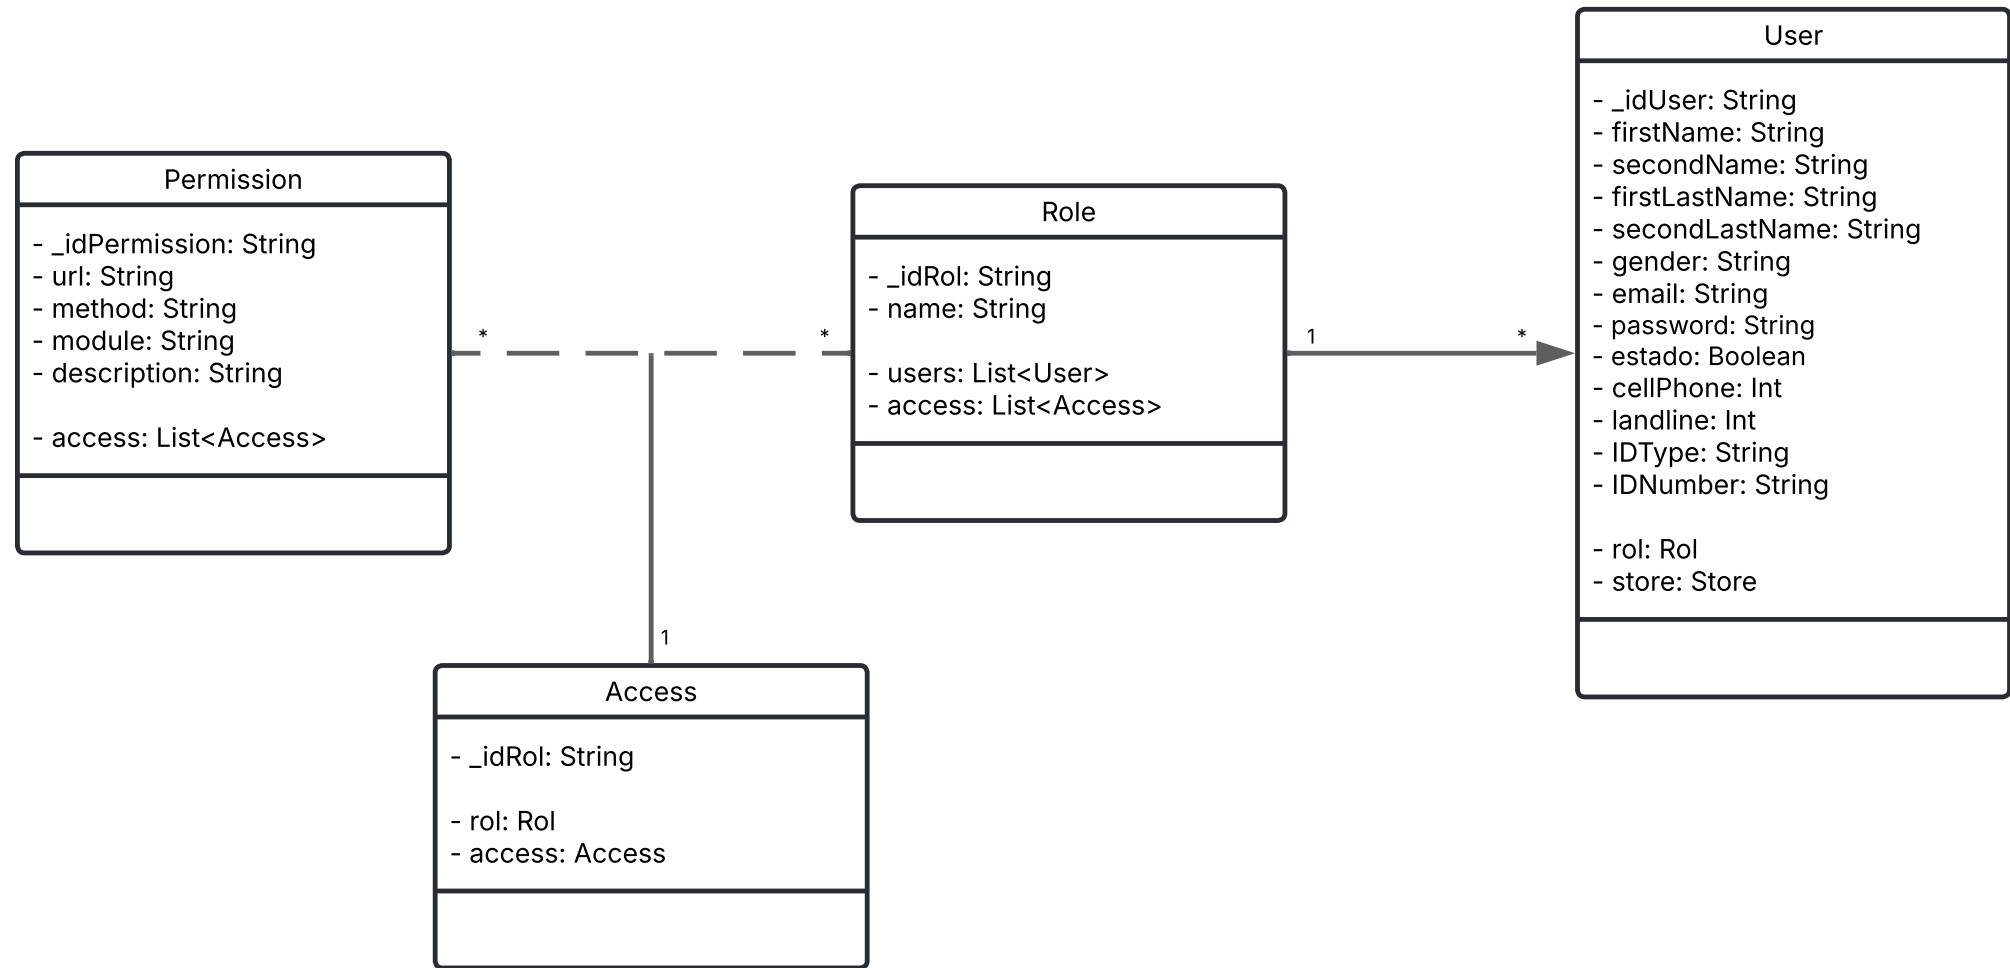 Permission
- _idPermission: String
- url: String
- method: String
- module: String
- description: String
- access: List<Access>
*
*
Role
- _idRol: String
- name: String
- users: List<User>
- access: List<Access>
1
*
User
- _idUser: String
- firstName: String
- secondName: String
- firstLastName: String
- secondLastName: String
- gender: String
- email: String
- password: String
- estado: Boolean
- cellPhone: Int
- landline: Int
- IDType: String
- IDNumber: String
- rol: Rol
- store: Store
1
Access
- _idRol: String
- rol: Rol
- access: Access